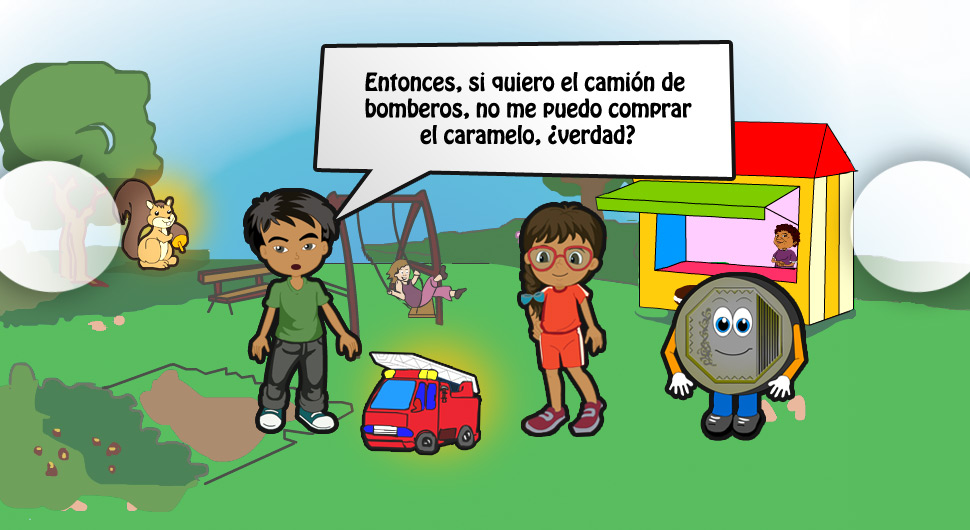 Entonces, si quiero el camión de
bomberos, no me puedo comprar
el caramelo, ¿verdad?